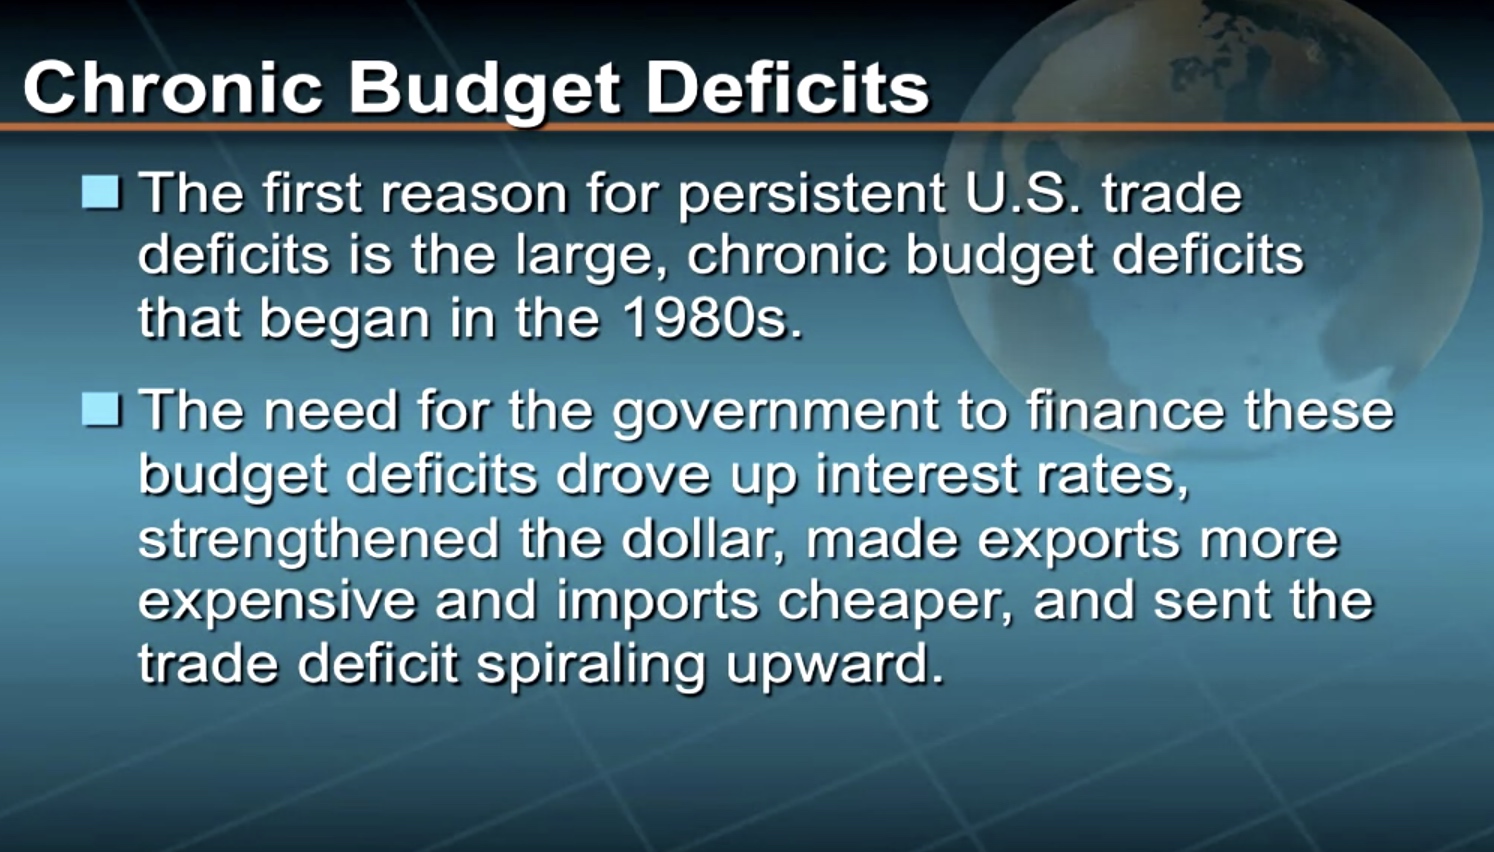 Chronic Budget Deficits
The first reason for persistent U.S. trade
deficits is the large, chronic budget deficits
that began in the 1980s.
The need for the government to finance these
budget deficits drove up interest rates,
strengthened the dollar, made exports more
expensive and imports cheaper, and sent the
trade deficit spiraling upward.